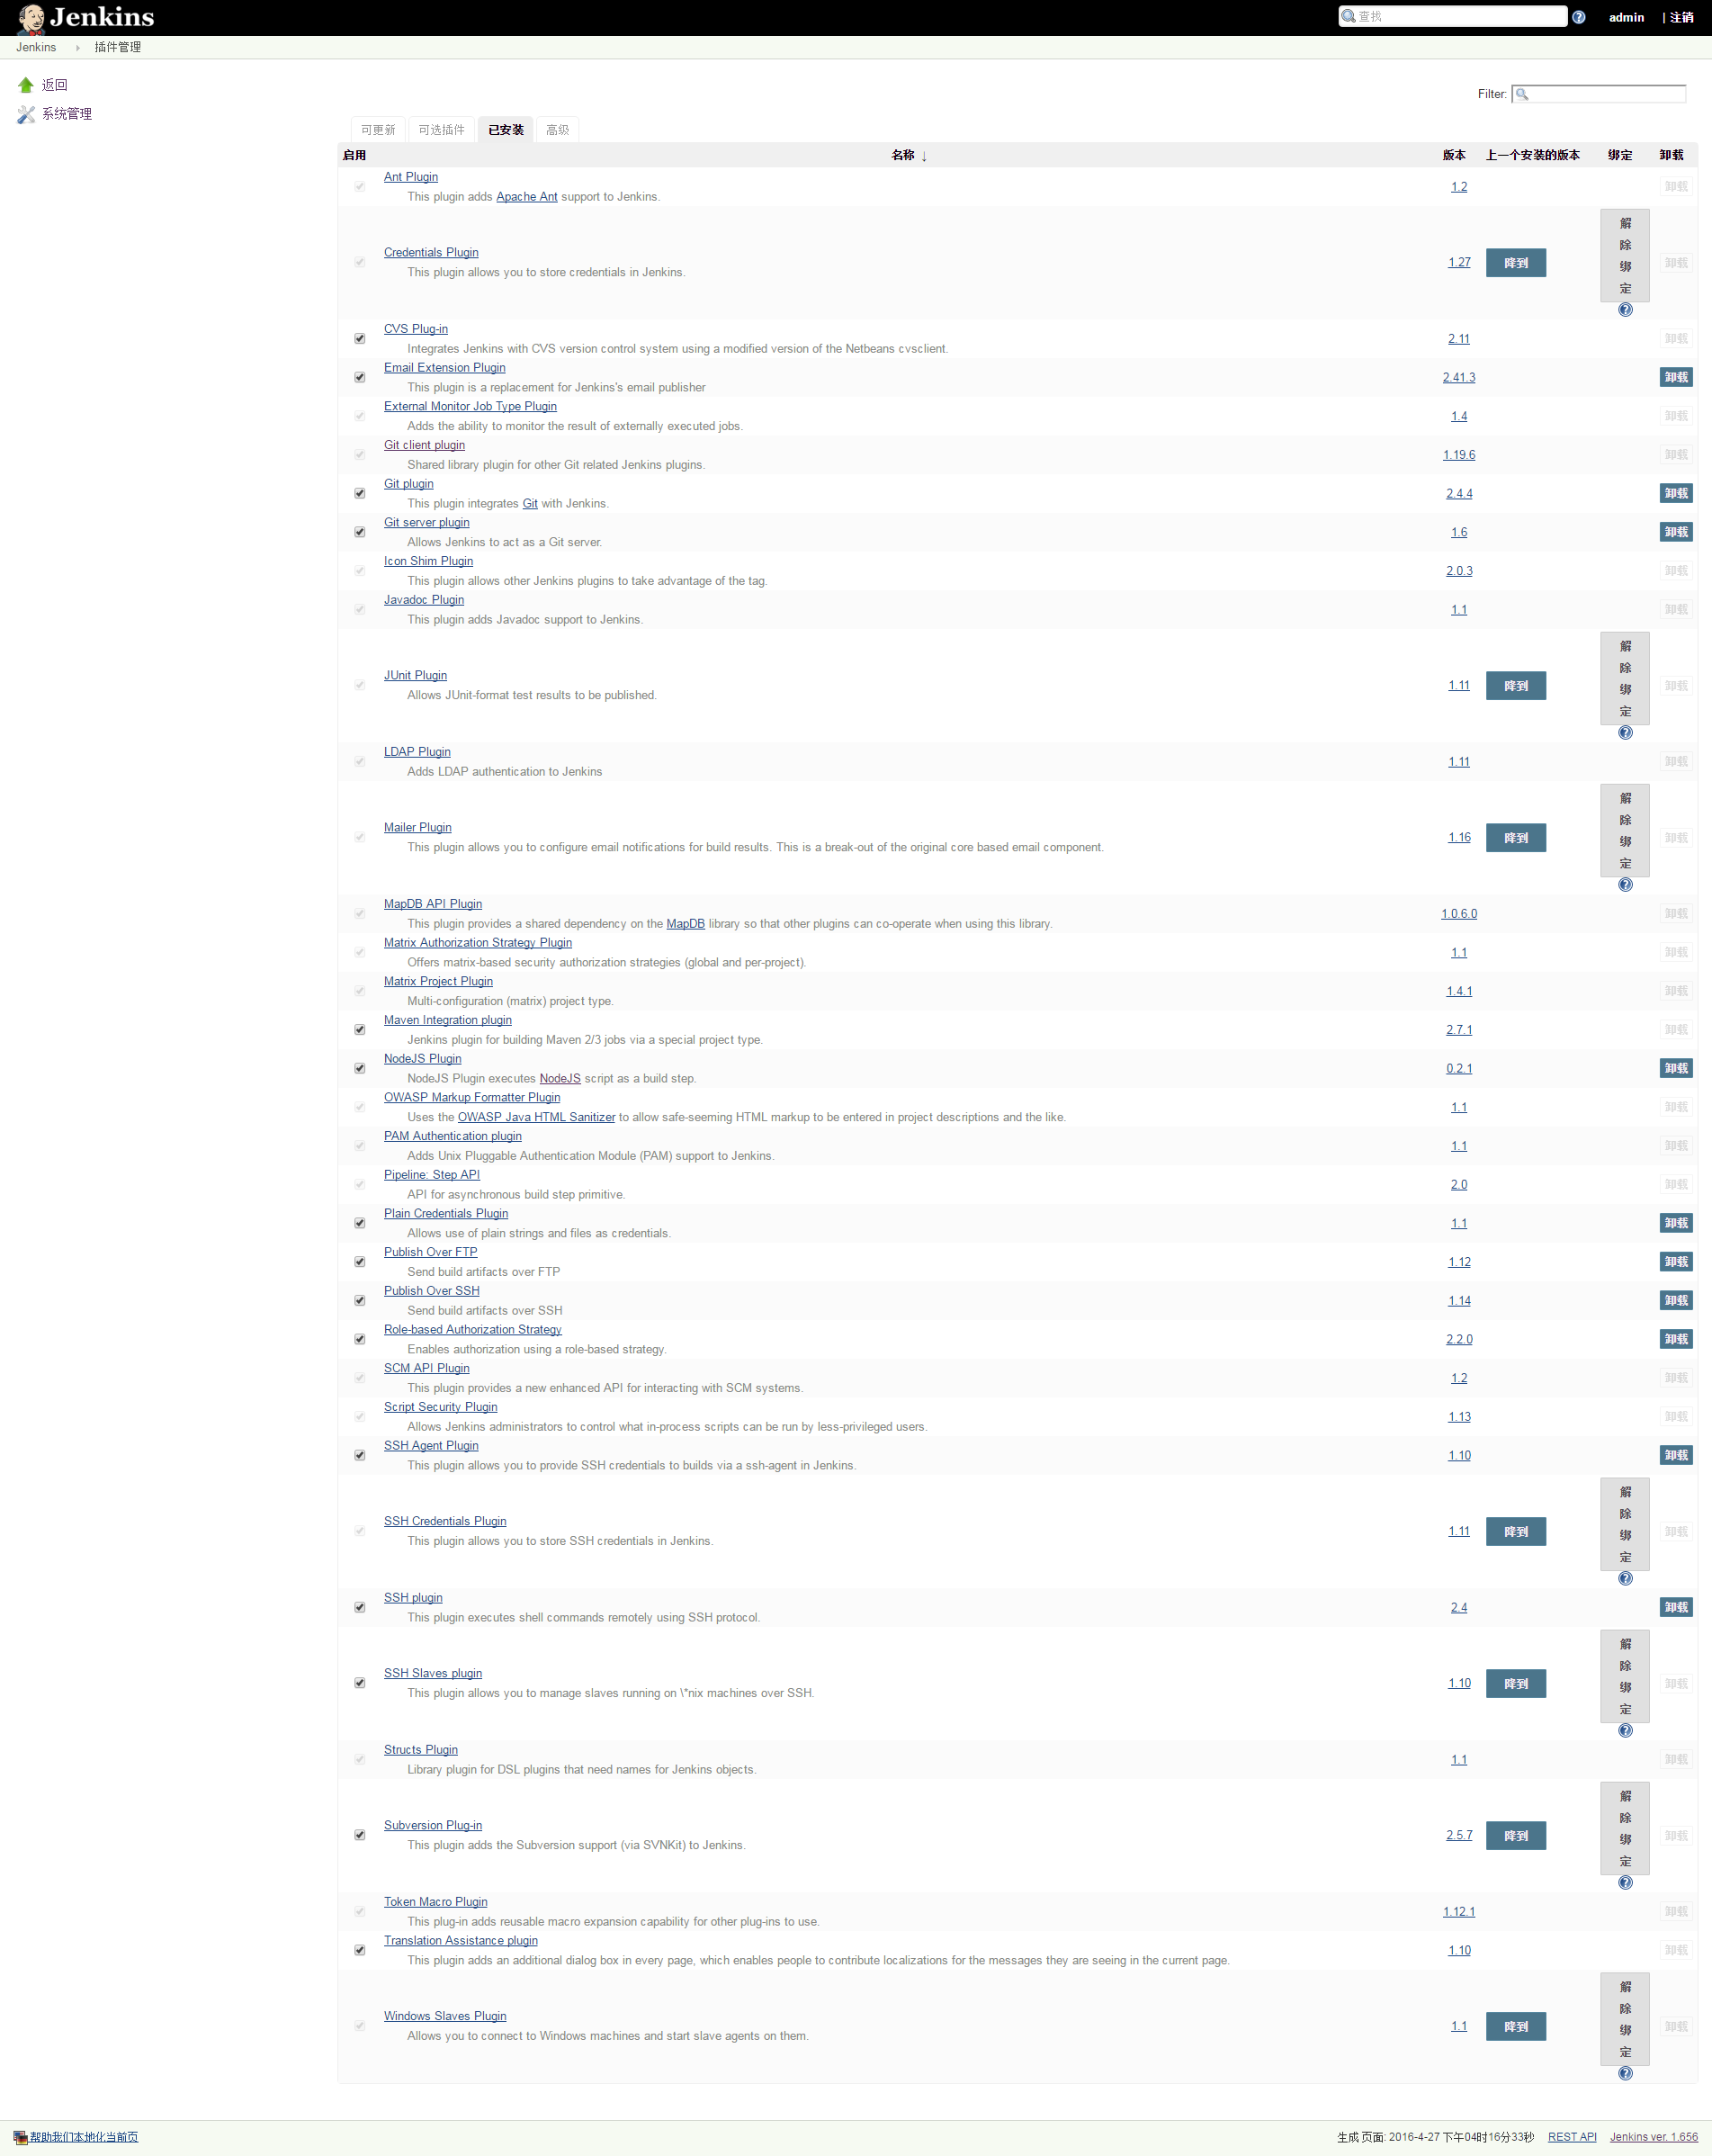 Jenkins
查找
admin
| 注销
Jenkins
插件管理
返回
系统管理
Filter:
可更新 可选插件 已安装 高级
启用 名称 ↓ 版本 上一个安装的版本 绑定 卸载
Ant Plugin
This plugin adds Apache Ant support to Jenkins.
1.2 卸载
Credentials Plugin
This plugin allows you to store credentials in Jenkins.
1.27 降到 解除绑定 卸载
CVS Plug-in
Integrates Jenkins with CVS version control system using a modified version of the Netbeans cvsclient.
2.11 卸载
Email Extension Plugin
This plugin is a replacement for Jenkins's email publisher
2.41.3 卸载
External Monitor Job Type Plugin
Adds the ability to monitor the result of externally executed jobs.
1.4 卸载
Git client plugin
Shared library plugin for other Git related Jenkins plugins.
1.19.6 卸载
Git plugin
This plugin integrates Git with Jenkins.
2.4.4 卸载
Git server plugin
Allows Jenkins to act as a Git server.
1.6 卸载
Icon Shim Plugin
This plugin allows other Jenkins plugins to take advantage of the tag.
2.0.3 卸载
Javadoc Plugin
This plugin adds Javadoc support to Jenkins.
1.1 卸载
JUnit Plugin
Allows JUnit-format test results to be published.
1.11 降到 解除绑定 卸载
LDAP Plugin
Adds LDAP authentication to Jenkins
1.11 卸载
Mailer Plugin
This plugin allows you to configure email notifications for build results. This is a break-out of the original core based email component.
1.16 降到 解除绑定 卸载
MapDB API Plugin
This plugin provides a shared dependency on the MapDB library so that other plugins can co-operate when using this library.
1.0.6.0 卸载
Matrix Authorization Strategy Plugin
Offers matrix-based security authorization strategies (global and per-project).
1.1 卸载
Matrix Project Plugin
Multi-configuration (matrix) project type.
1.4.1 卸载
Maven Integration plugin
Jenkins plugin for building Maven 2/3 jobs via a special project type.
2.7.1 卸载
NodeJS Plugin
NodeJS Plugin executes NodeJS script as a build step.
0.2.1 卸载
OWASP Markup Formatter Plugin
Uses the OWASP Java HTML Sanitizer to allow safe-seeming HTML markup to be entered in project descriptions and the like.
1.1 卸载
PAM Authentication plugin
Adds Unix Pluggable Authentication Module (PAM) support to Jenkins.
1.1 卸载
Pipeline: Step API
API for asynchronous build step primitive.
2.0 卸载
Plain Credentials Plugin
Allows use of plain strings and files as credentials.
1.1 卸载
Publish Over FTP
Send build artifacts over FTP
1.12 卸载
Publish Over SSH
Send build artifacts over SSH
1.14 卸载
Role-based Authorization Strategy
Enables authorization using a role-based strategy.
2.2.0 卸载
SCM API Plugin
This plugin provides a new enhanced API for interacting with SCM systems.
1.2 卸载
Script Security Plugin
Allows Jenkins administrators to control what in-process scripts can be run by less-privileged users.
1.13 卸载
SSH Agent Plugin
This plugin allows you to provide SSH credentials to builds via a ssh-agent in Jenkins.
1.10 卸载
SSH Credentials Plugin
This plugin allows you to store SSH credentials in Jenkins.
1.11 降到 解除绑定 卸载
SSH plugin
This plugin executes shell commands remotely using SSH protocol.
2.4 卸载
SSH Slaves plugin
This plugin allows you to manage slaves running on \*nix machines over SSH.
1.10 降到 解除绑定 卸载
Structs Plugin
Library plugin for DSL plugins that need names for Jenkins objects.
1.1 卸载
Subversion Plug-in
This plugin adds the Subversion support (via SVNKit) to Jenkins.
2.5.7 降到 解除绑定 卸载
Token Macro Plugin
This plug-in adds reusable macro expansion capability for other plug-ins to use.
1.12.1 卸载
Translation Assistance plugin
This plugin adds an additional dialog box in every page, which enables people to contribute localizations for the messages they are seeing in the current page.
1.10 卸载
Windows Slaves Plugin
Allows you to connect to Windows machines and start slave agents on them.
1.1 降到 解除绑定 卸载
帮助我们本地化当前页
生成 页面: 2016-4-27 下午04时16分33秒 REST API Jenkins ver. 1.656